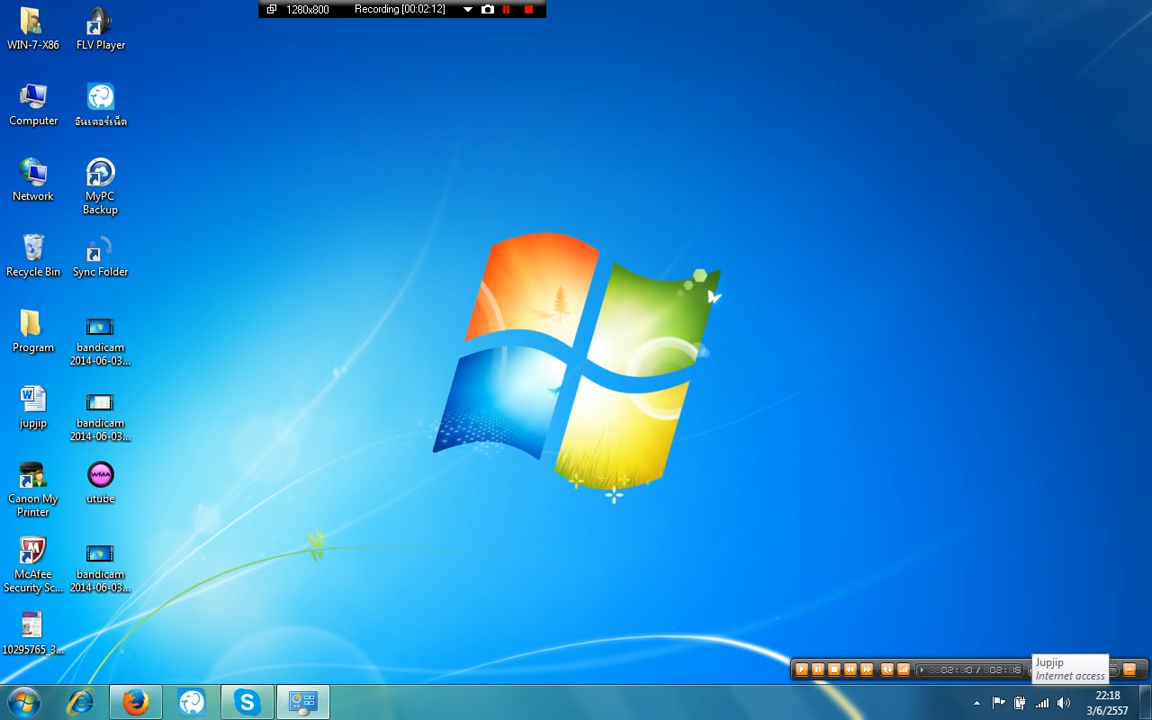 1280x800 Recording [00:02:12]
WIN-7-X86
FLV Player
Computer
อินเตอร์เน็ต
Network
MyPC
Backup
Recycle Bin
Sync Folder
Program
bandicam
2014-06-03...
jupjip
bandicam
2014-06-03...
Canon My
Printer
WMA
utube
McAfee
Security Sc...
bandicam
2014-06-03...
10295765_3...
Jupjip
Internet access
22:18
3/6/2557